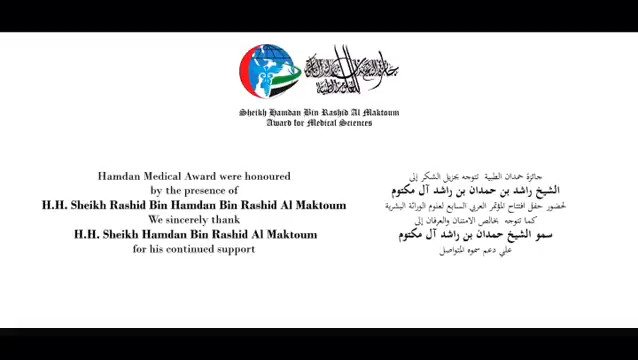 Sheikh Hamdan Bin Rashid Al Maktoum
Award for Medical Sciences
Hamdan Medical Award were honoured
by the presence of
H.H. Sheikh Rashid Bin Hamdan Bin Rashid Al Maktoum
We sincerely thank
H.H. Sheikh Hamdan Bin Rashid Al Maktoum
for his continued support
جائزة حمدان الطبية تتوجه بجزيل الشكر إلى
الشيخ راشد بن حمدان بن راشد آل مكتوم
لحضور حفل افتتاح المؤتمر العربي السابع لعلوم الوراثة البشرية
كما تتوجه بخالص الامتنان والعرفان إلى
سمو الشيخ حمدان بن راشد آل مكتوم
علي دعم سموه المتواصل